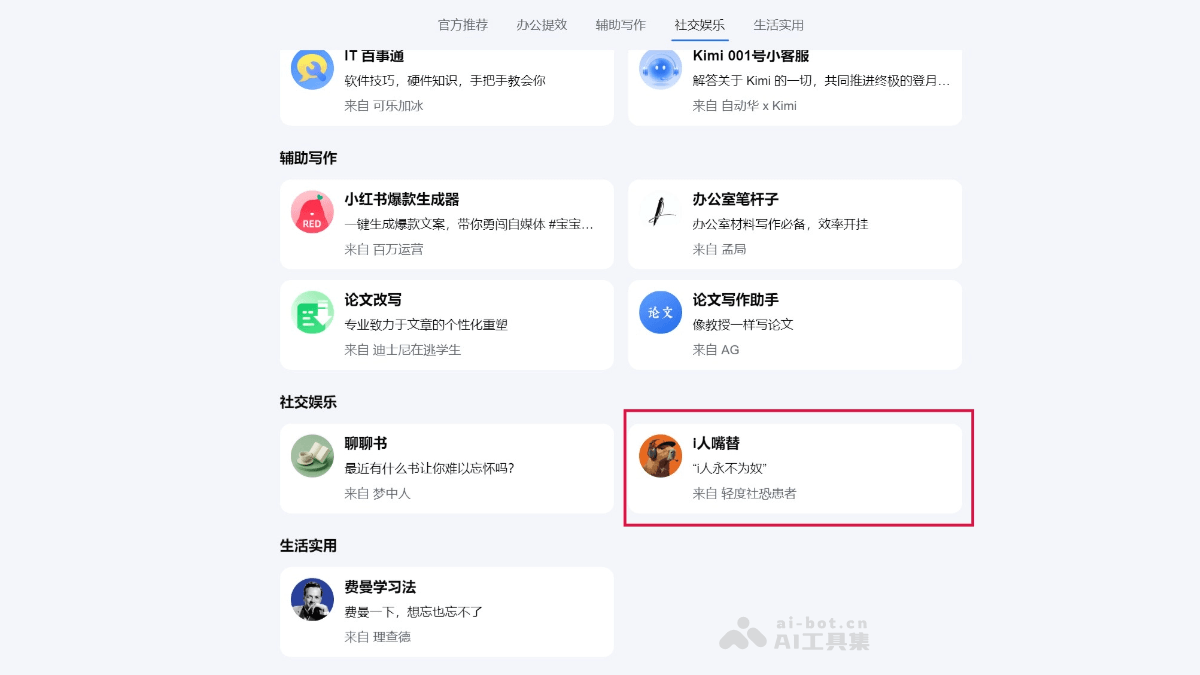 官方推荐 办公提效 辅助写作 社交娱乐 生活实用
IT 百事通
软件技巧，硬件知识，手把手教会你
来自 可乐加冰
Kimi 001号小客服
解答关于 Kimi 的一切，共同推进终极的登月…
来自 自动华 x Kimi
辅助写作
RED
小红书爆款生成器
一键生成爆款文案，带你勇闯自媒体 #宝宝…
来自 百万运营
办公室笔杆子
办公室材料写作必备，效率开挂
来自 孟局
论文改写
专业致力于文章的个性化重塑
来自 迪士尼在逃学生
论文
论文写作助手
像教授一样写论文
来自 AG
社交娱乐
聊聊书
最近有什么书让你难以忘怀吗?
来自 梦中人
i人嘴替
“i人永不为奴”
来自 轻度社恐患者
生活实用
费曼学习法
费曼一下，想忘也忘不了
来自 理查德
ai-bot.cn
AI工具集